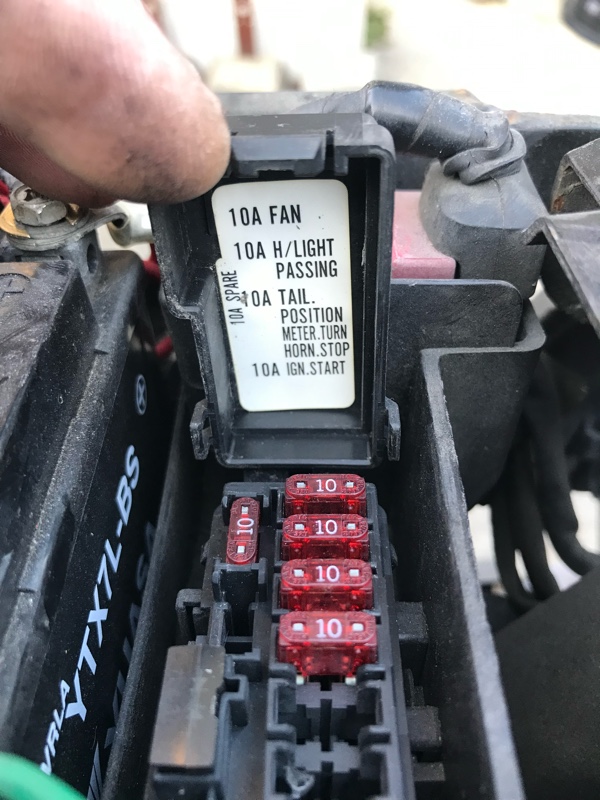 10A FAN
10A H/LIGHT
PASSING
10A SPARE
10A TAIL.
POSITION
METER.TURN
HORN.STOP
10A IGN.START
10
10
10
10
10
YTX7L-BS
VRLA